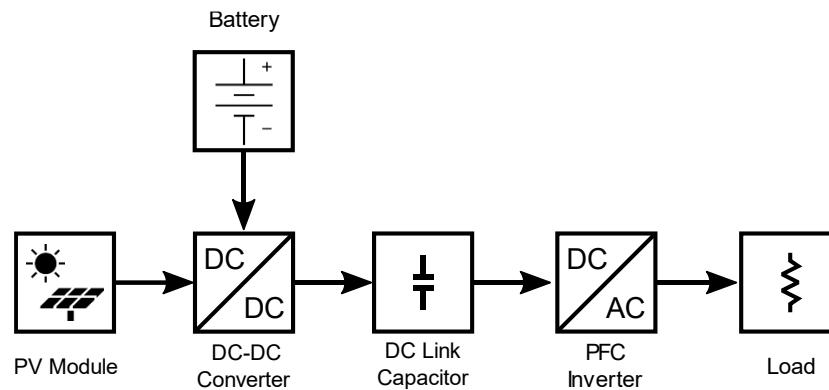 Battery
+
−
DC
DC
DC
AC
PV Module
DC-DC
Converter
DC Link
Capacitor
PFC
Inverter
Load